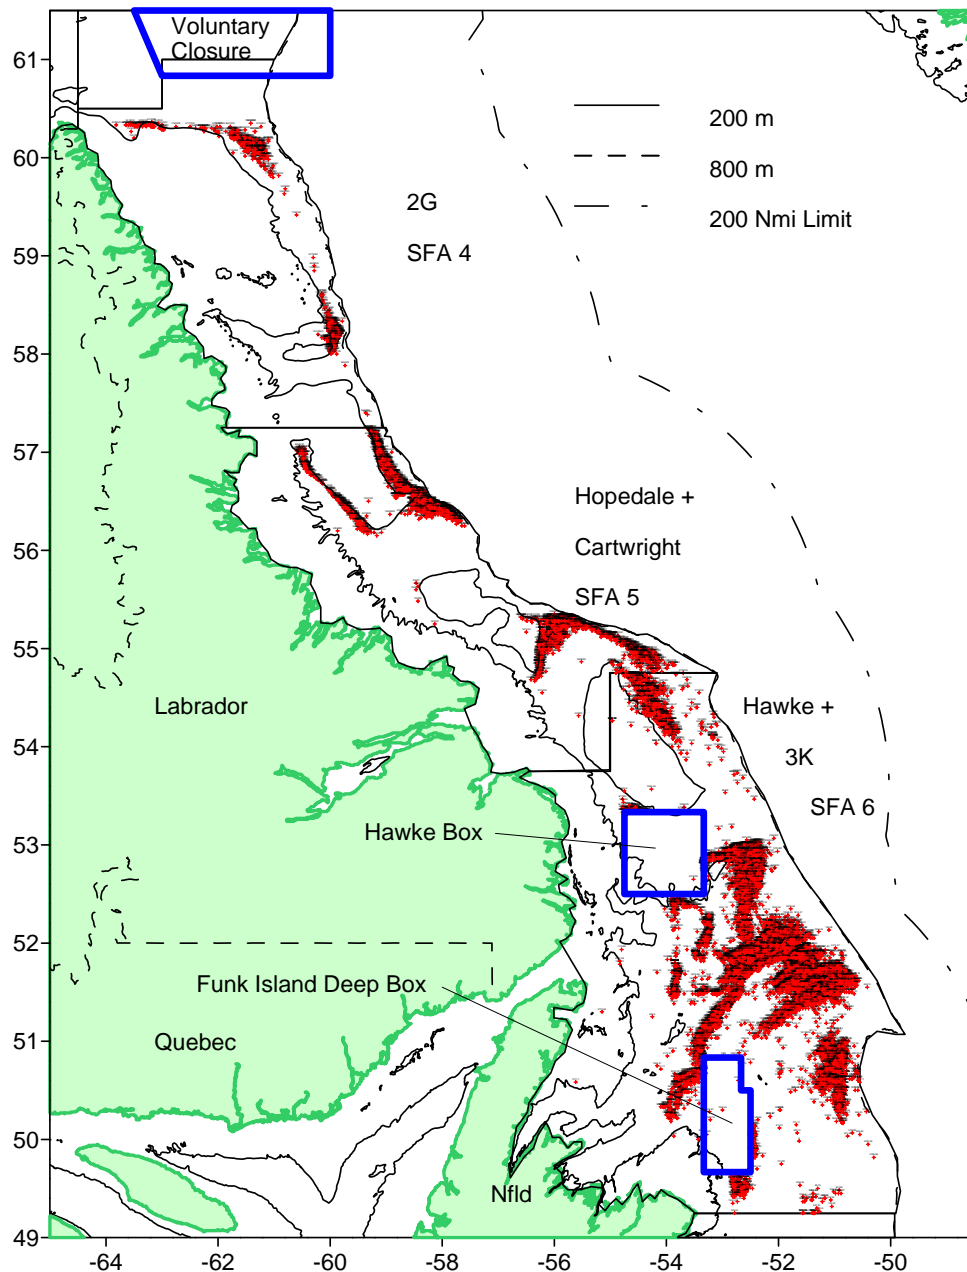 Voluntary
Closure
200 m
800 m
200 Nmi Limit
2G
SFA 4
Hopedale +
Cartwright
SFA 5
Labrador
Hawke +
3K
SFA 6
Hawke Box
Funk Island Deep Box
Quebec
Nfld
61
60
59
58
57
56
55
54
53
52
51
50
49
-64
-62
-60
-58
-56
-54
-52
-50